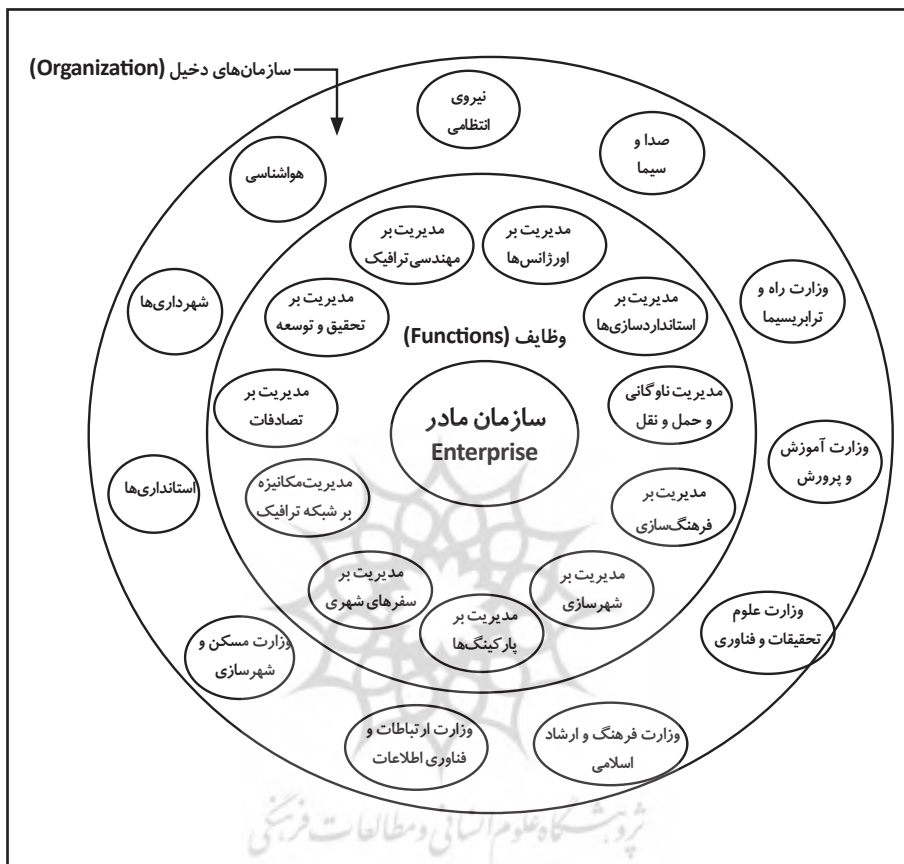 سازمان‌های دخیل (Organization)
نیروی
انتظامی
صدا و
سیما
هواشناسی
وزارت راه و
ترابریسیما
شهرداری‌ها
وزارت آموزش
و پرورش
استانداری‌ها
وزارت علوم
تحقیقات و فناوری
وزارت مسکن و
شهرسازی
وزارت فرهنگ و ارشاد
اسلامی
وزارت ارتباطات و
فناوری اطلاعات
وظایف (Functions)
مدیریت بر
اورژانس‌ها
مدیریت بر
مهندسی ترافیک
مدیریت بر
استانداردسازی‌ها
مدیریت بر
تحقیق و توسعه
مدیریت ناوگانی
و حمل و نقل
مدیریت بر
تصادفات
مدیریت بر
فرهنگ‌سازی
مدیریت مکانیزه
بر شبکه ترافیک
مدیریت بر
شهرسازی
مدیریت بر
سفرهای شهری
مدیریت بر
پارکینگ‌ها
سازمان مادر
Enterprise
پژوهشگاه علوم انسانی و مطالعات فرهنگی